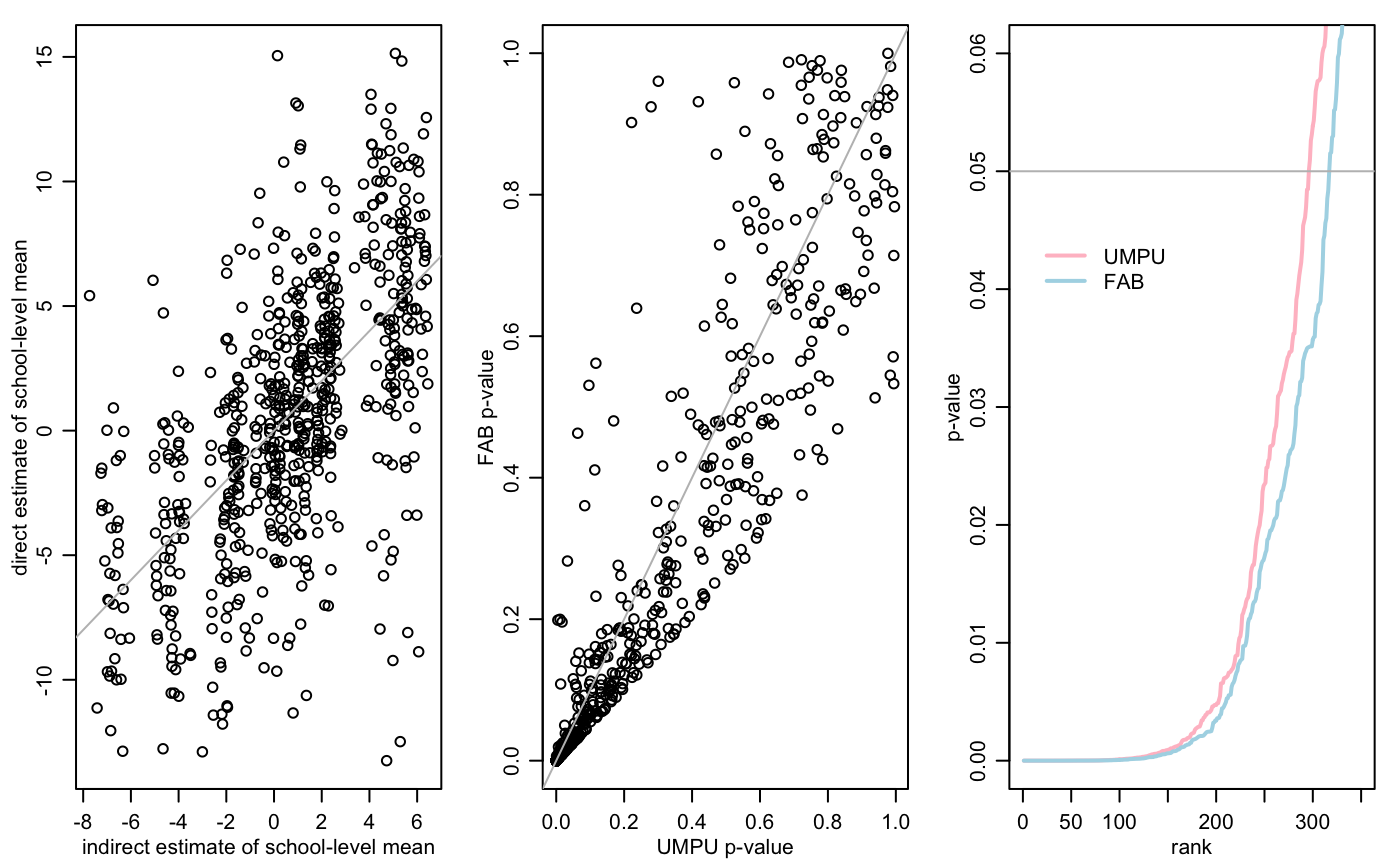 direct estimate of school-level mean
15
10
5
0
-5
-10
-8 -6 -4 -2 0 2 4 6
indirect estimate of school-level mean
FAB p-value
1.0
0.8
0.6
0.4
0.2
0.0
0.0 0.2 0.4 0.6 0.8 1.0
UMPU p-value
p-value
0.06
0.05
0.04
0.03
0.02
0.01
0.00
UMPU
FAB
0 50 100 200 300
rank